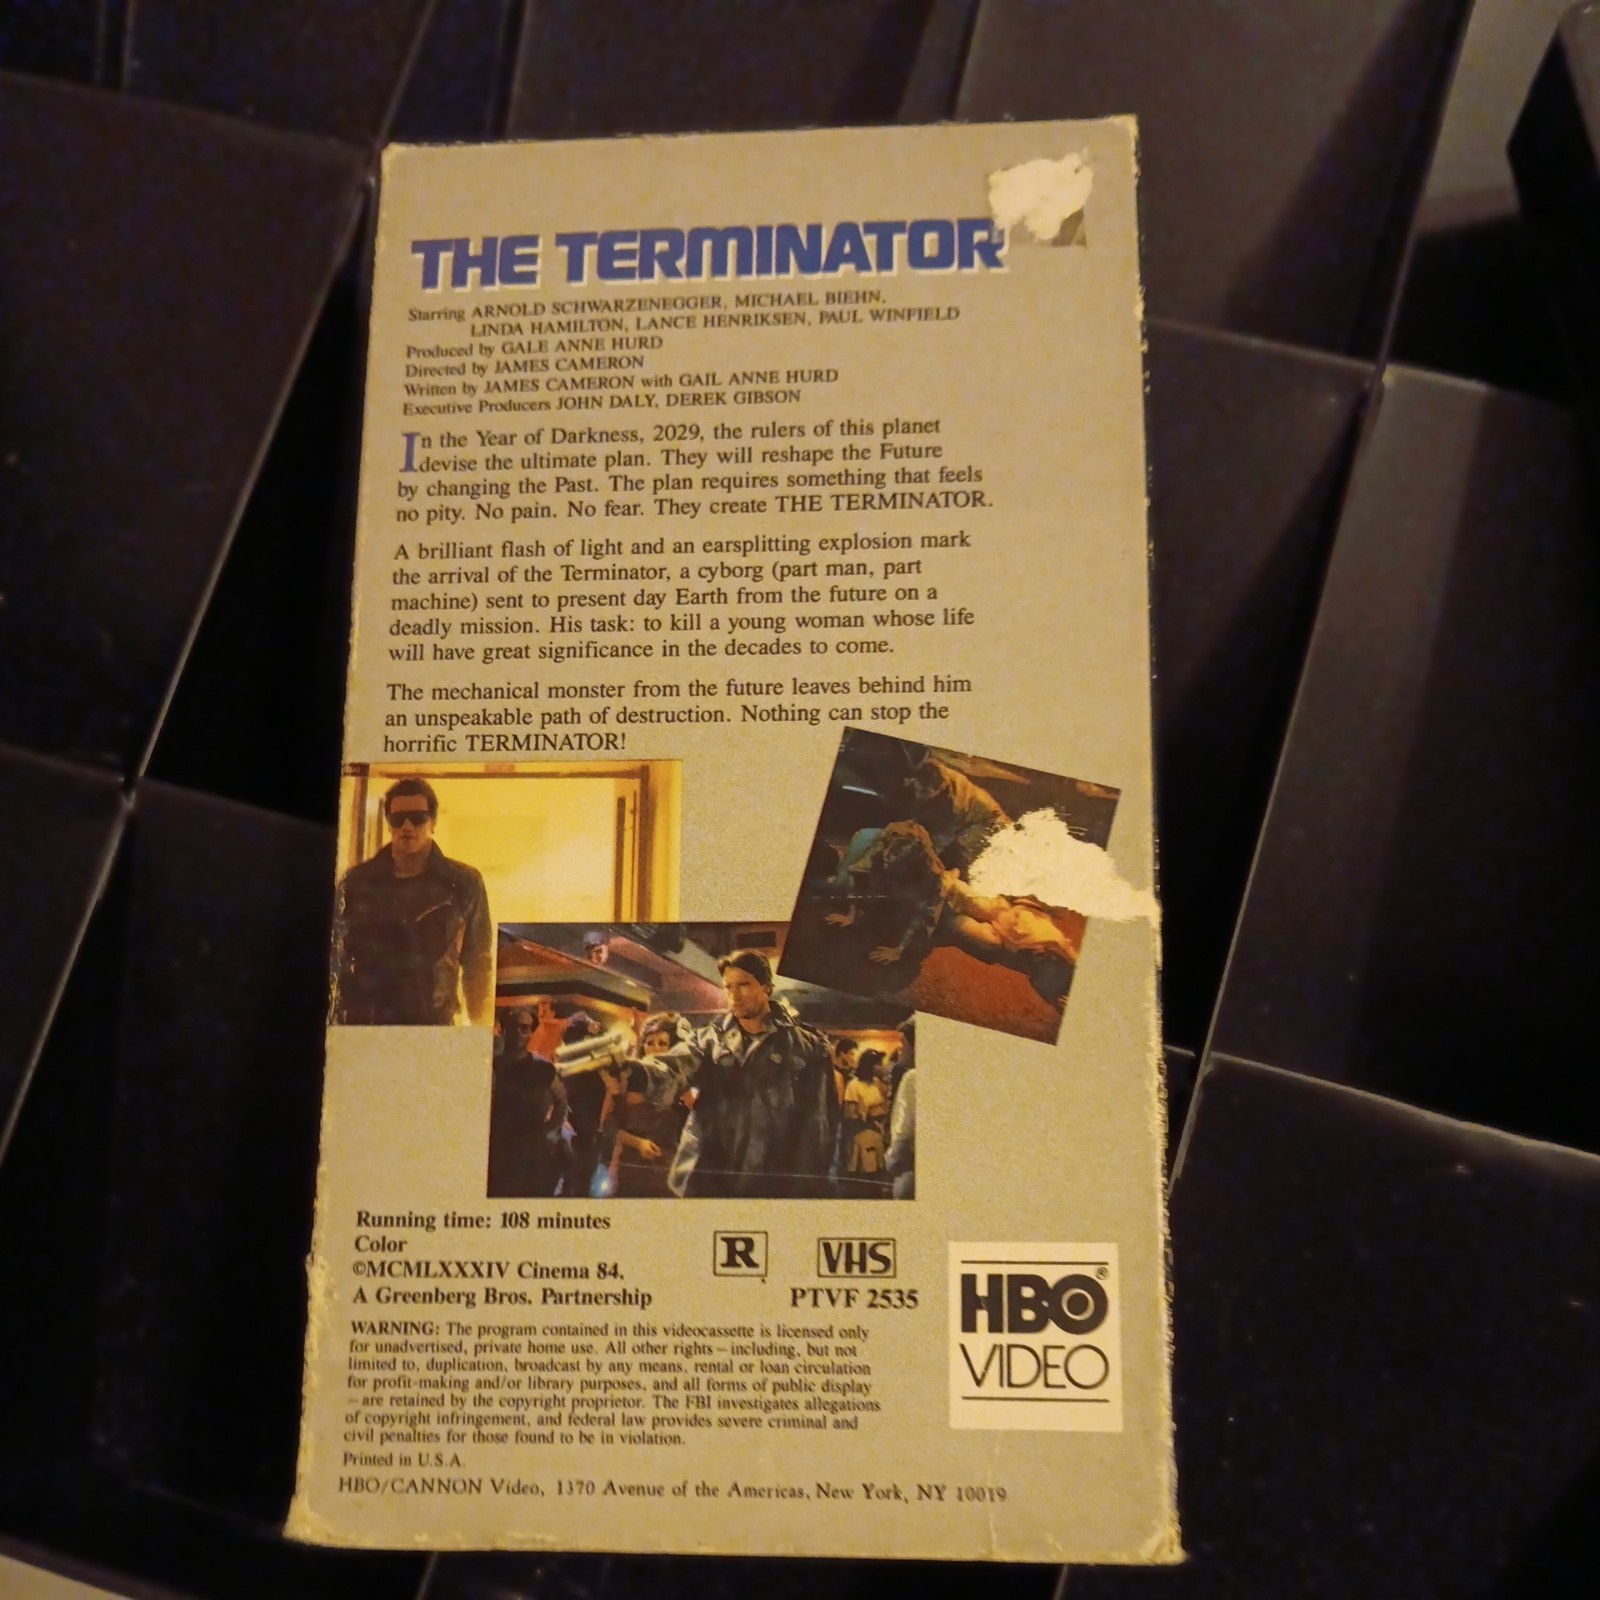 THE TERMINATOR
Starring ARNOLD SCHWARZENEGGER, MICHAEL BIEHN,
LINDA HAMILTON, LANCE HENRIKSEN, PAUL WINFIELD
Produced by GALE ANNE HURD
Directed by JAMES CAMERON
Written by JAMES CAMERON with GAIL ANNE HURD
Executive Producers JOHN DALY, DEREK GIBSON
In the Year of Darkness, 2029, the rulers of this planet
devise the ultimate plan. They will reshape the Future
by changing the Past. The plan requires something that feels
no pity. No pain. No fear. They create THE TERMINATOR.
A brilliant flash of light and an earsplitting explosion mark
the arrival of the Terminator, a cyborg (part man, part
machine) sent to present day Earth from the future on a
deadly mission. His task: to kill a young woman whose life
will have great significance in the decades to come.
The mechanical monster from the future leaves behind him
an unspeakable path of destruction. Nothing can stop the
horrific TERMINATOR!
Running time: 108 minutes
Color
©MCMLXXXIV Cinema 84.
A Greenberg Bros. Partnership
R
VHS
PTVF 2535
HBO®
VIDEO
WARNING: The program contained in this videocassette is licensed only
for unadvertised, private home use. All other rights – including, but not
limited to, duplication, broadcast by any means, rental or loan circulation
for profit-making and/or library purposes, and all forms of public display
– are retained by the copyright proprietor. The FBI investigates allegations
of copyright infringement, and federal law provides severe criminal and
civil penalties for those found to be in violation.
Printed in U.S.A.
HBO/CANNON Video, 1370 Avenue of the Americas, New York, NY 10019